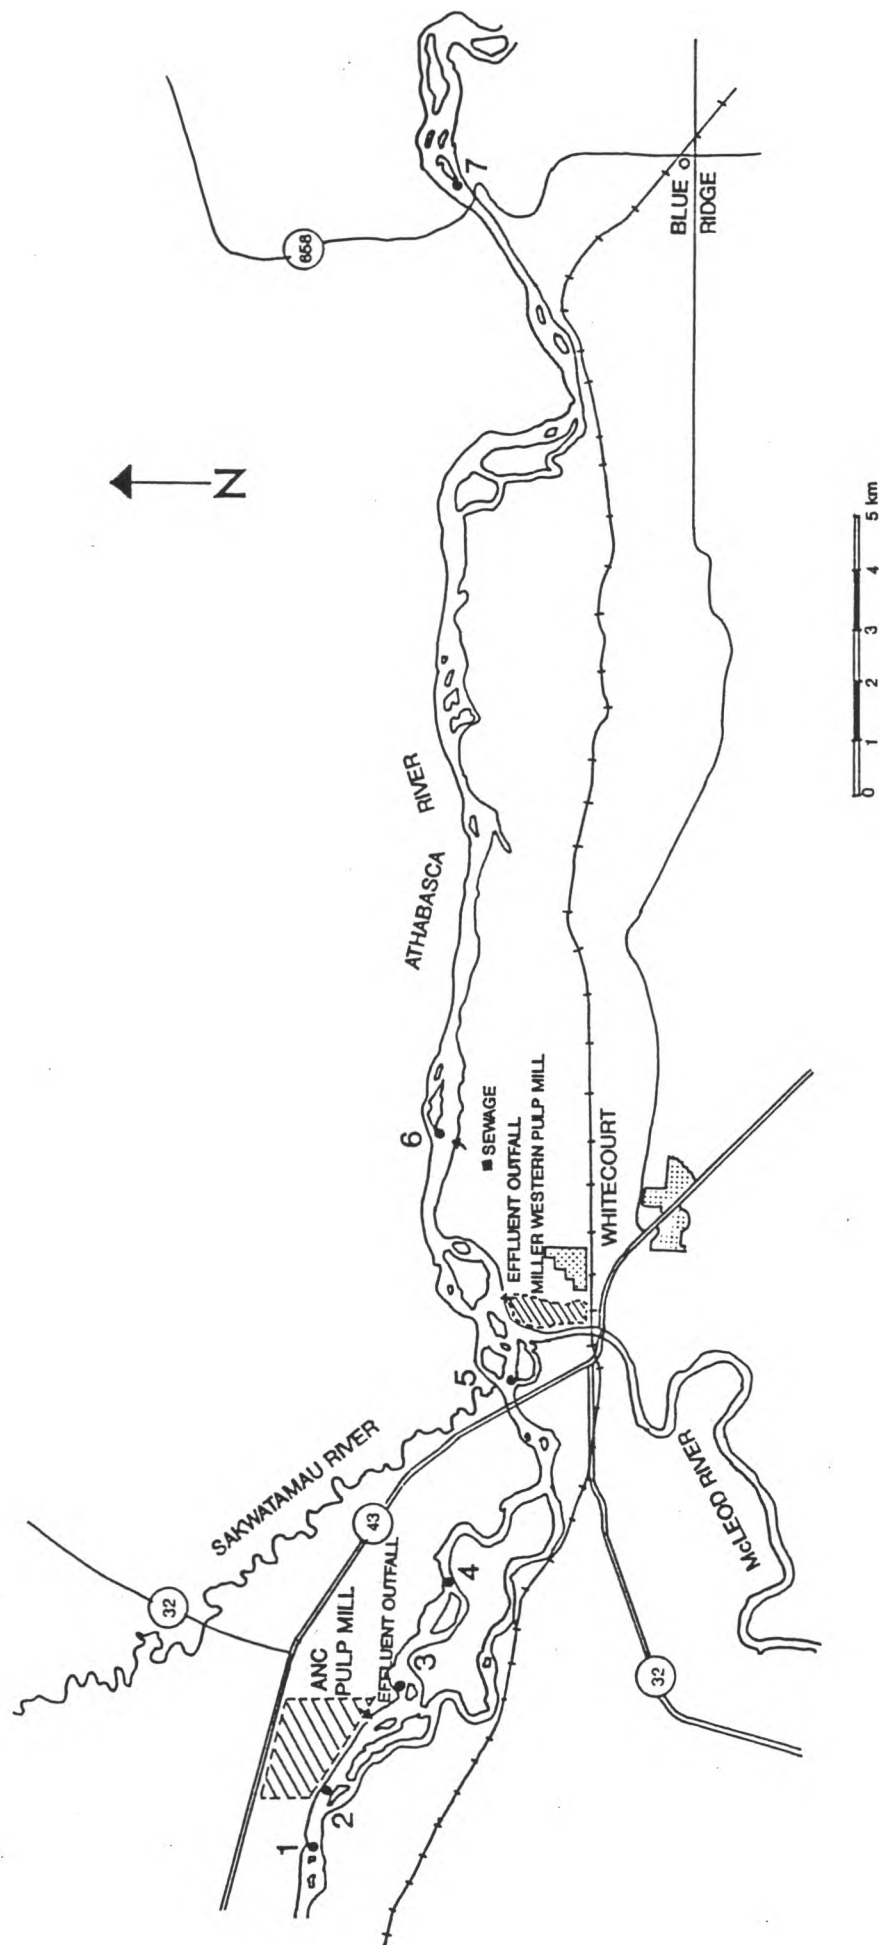 658
7
BLUE
RIDGE
N
0 1 2 3 4 5 km
ATHABASCA RIVER
6
SEWAGE
EFFLUENT OUTFALL
MILLER WESTERN PULP MILL
WHITECOURT
5
SAKWATAMAU RIVER
43
32
ANC
PULP MILL
EFFLUENT OUTFALL
4
3
2
1
McLEOD RIVER
32